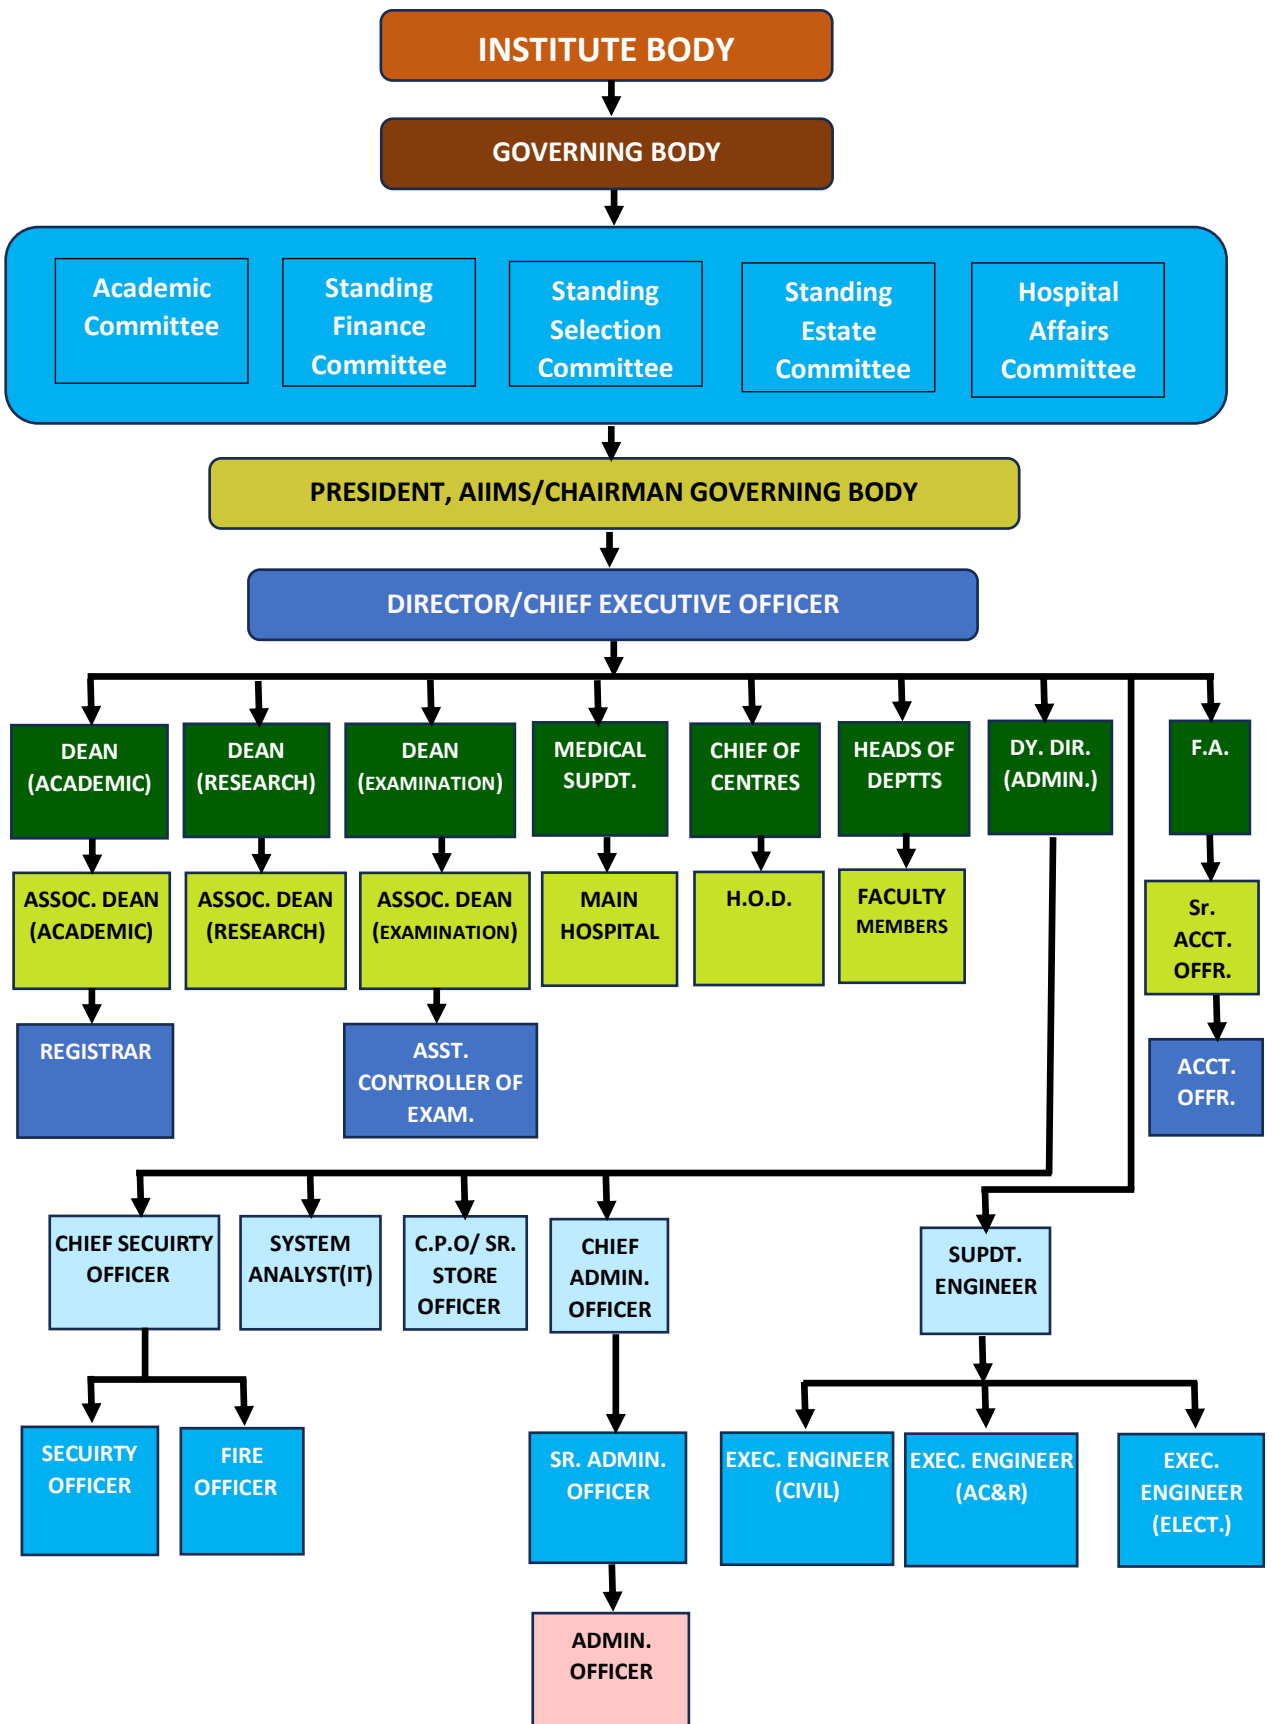 INSTITUTE BODY
GOVERNING BODY
Academic
Committee
Standing
Finance
Committee
Standing
Selection
Committee
Standing
Estate
Committee
Hospital
Affairs
Committee
PRESIDENT, AIIMS/CHAIRMAN GOVERNING BODY
DIRECTOR/CHIEF EXECUTIVE OFFICER
DEAN
(ACADEMIC)
DEAN
(RESEARCH)
DEAN
(EXAMINATION)
MEDICAL
SUPDT.
CHIEF OF
CENTRES
HEADS OF
DEPTTS
DY. DIR.
(ADMIN.)
F.A.
ASSOC. DEAN
(ACADEMIC)
ASSOC. DEAN
(RESEARCH)
ASSOC. DEAN
(EXAMINATION)
MAIN
HOSPITAL
H.O.D.
FACULTY
MEMBERS
Sr.
ACCT.
OFFR.
REGISTRAR
ASST.
CONTROLLER OF
EXAM.
ACCT.
OFFR.
CHIEF SECUIRTY
OFFICER
SYSTEM
ANALYST(IT)
C.P.O/ SR.
STORE
OFFICER
CHIEF
ADMIN.
OFFICER
SUPDT.
ENGINEER
SECUIRTY
OFFICER
FIRE
OFFICER
SR. ADMIN.
OFFICER
EXEC. ENGINEER
(CIVIL)
EXEC. ENGINEER
(AC&R)
EXEC.
ENGINEER
(ELECT.)
ADMIN.
OFFICER